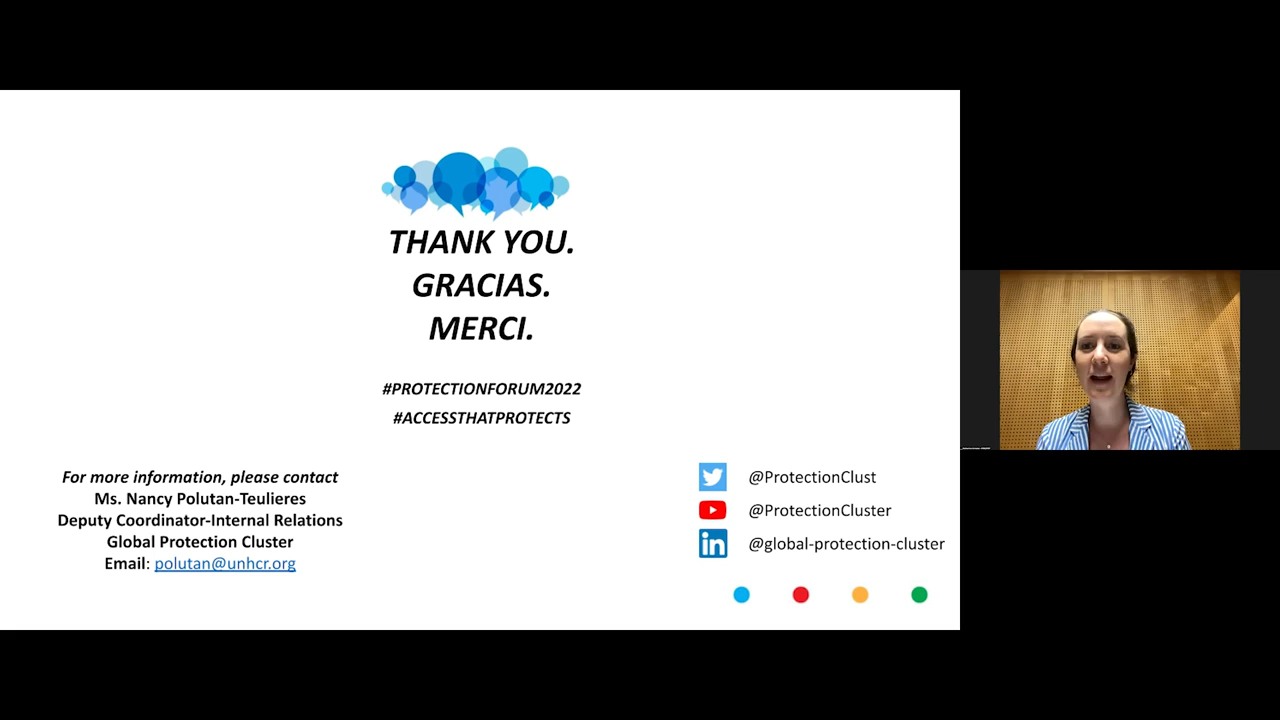 THANK YOU.
GRACIAS.
MERCI.
#PROTECTIONFORUM2022
#ACCESSTHATPROTECTS
For more information, please contact
Ms. Nancy Polutan-Teulieres
Deputy Coordinator-Internal Relations
Global Protection Cluster
Email: polutan@unhcr.org
@ProtectionClust
@ProtectionCluster
in @global-protection-cluster